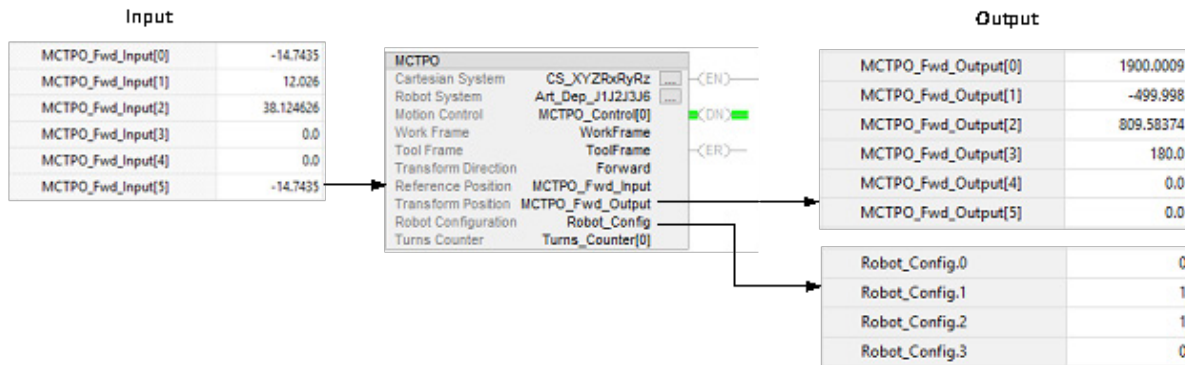 Input
MCTPO_Fwd_Input[0] -14.7435
MCTPO_Fwd_Input[1] 12.026
MCTPO_Fwd_Input[2] 38.124626
MCTPO_Fwd_Input[3] 0.0
MCTPO_Fwd_Input[4] 0.0
MCTPO_Fwd_Input[5] -14.7435
MCTPO
Cartesian System CS_XYZRxRyRz ... (EN)
Robot System Art_Dep_J1J2J3J6 ...
Motion Control MCTPO_Control[0] (DN)
Work Frame WorkFrame
Tool Frame ToolFrame (ER)
Transform Direction Forward
Reference Position MCTPO_Fwd_Input
Transform Position MCTPO_Fwd_Output
Robot Configuration Robot_Config
Turns Counter Turns_Counter[0]
Output
MCTPO_Fwd_Output[0] 1900.0009
MCTPO_Fwd_Output[1] -499.998
MCTPO_Fwd_Output[2] 809.58374
MCTPO_Fwd_Output[3] 180.0
MCTPO_Fwd_Output[4] 0.0
MCTPO_Fwd_Output[5] 0.0
Robot_Config.0 0
Robot_Config.1 1
Robot_Config.2 1
Robot_Config.3 0